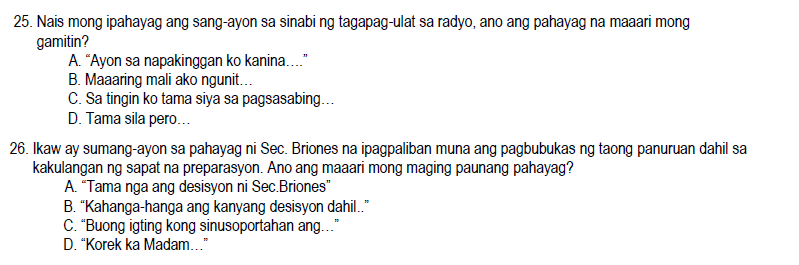 25. Nais mong ipahayag ang sang-ayon sa sinabi ng tagapag-ulat sa radyo, ano ang pahayag na maaari mong
gamitin?
A. “Ayon sa napakinggan ko kanina….”
B. Maaaring mali ako ngunit…
C. Sa tingin ko tama siya sa pagsasabing…
D. Tama sila pero…
26. Ikaw ay sumang-ayon sa pahayag ni Sec. Briones na ipagpaliban muna ang pagbubukas ng taong panuruan dahil sa
kakulangan ng sapat na preparasyon. Ano ang maaari mong maging paunang pahayag?
A. “Tama nga ang desisyon ni Sec.Briones”
B. “Kahanga-hanga ang kanyang desisyon dahil..”
C. “Buong igting kong sinusoportahan ang…”
D. “Korek ka Madam…”